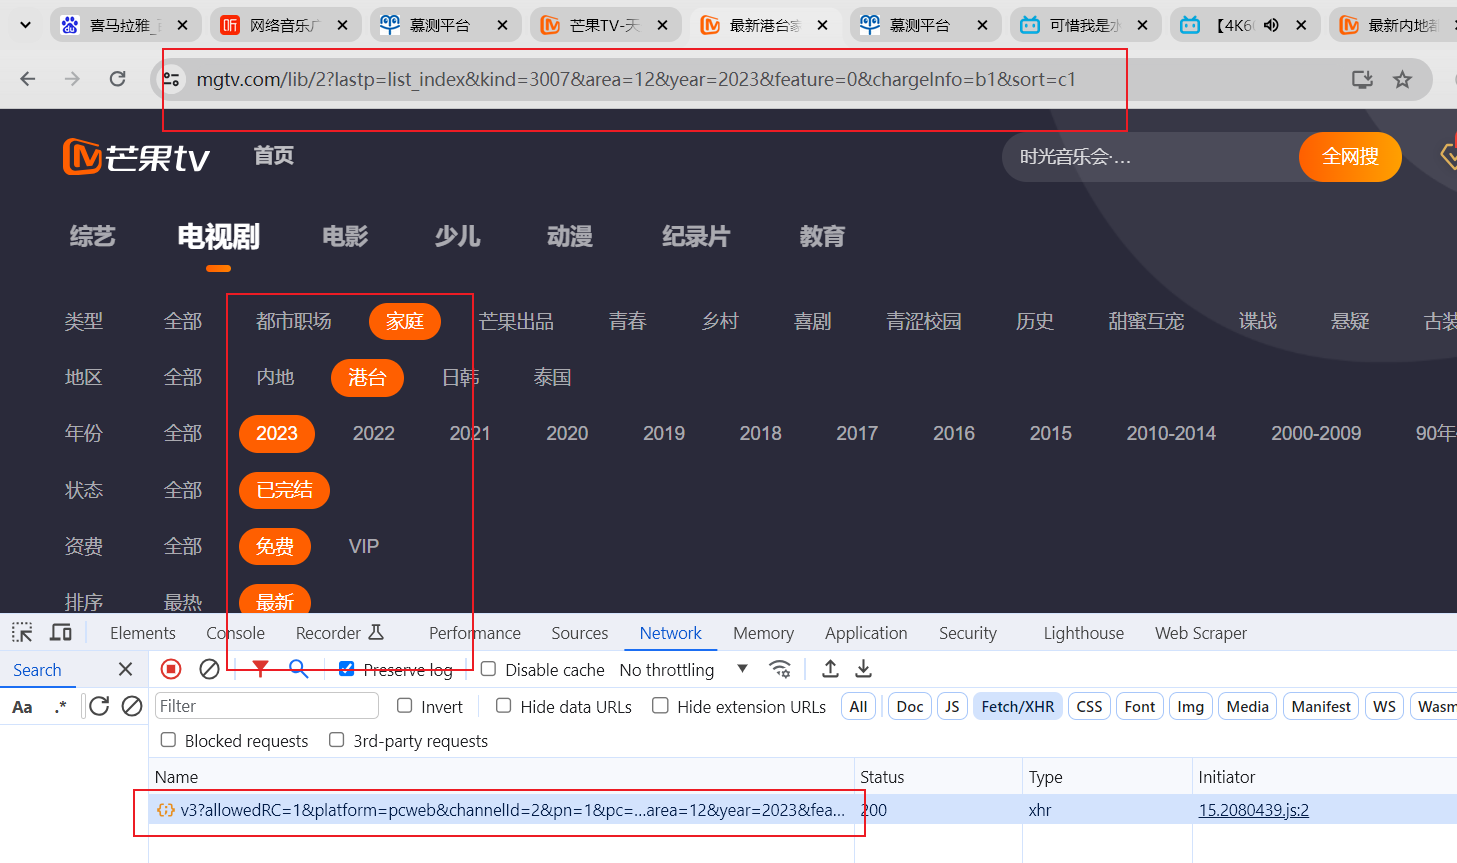 喜马拉雅_百
网络音乐广
慕测平台
芒果TV-天
最新港台家
慕测平台
可惜我是水
【4K60
最新内地都
mgtv.com/lib/2?lastp=list_index&kind=3007&area=12&year=2023&feature=0&chargeInfo=b1&sort=c1
芒果tv 首页 时光音乐会·... 全网搜
综艺 电视剧 电影 少儿 动漫 纪录片 教育
类型 全部 都市职场 家庭 芒果出品 青春 乡村 喜剧 青涩校园 历史 甜蜜互宠 谍战 悬疑 古装
地区 全部 内地 港台 日韩 泰国
年份 全部 2023 2022 2021 2020 2019 2018 2017 2016 2015 2010-2014 2000-2009 90年
状态 全部 已完结
资费 全部 免费 VIP
排序 最热 最新
Elements Console Recorder Performance Sources Network Memory Application Security Lighthouse Web Scraper
Search Preserve log Disable cache No throttling
Aa .* Filter Invert Hide data URLs Hide extension URLs All Doc JS Fetch/XHR CSS Font Img Media Manifest WS Wasm
Blocked requests 3rd-party requests
Name Status Type Initiator
v3?allowedRC=1&platform=pcweb&channelId=2&pn=1&pc=...area=12&year=2023&fea... 200 xhr 15.2080439.js:2